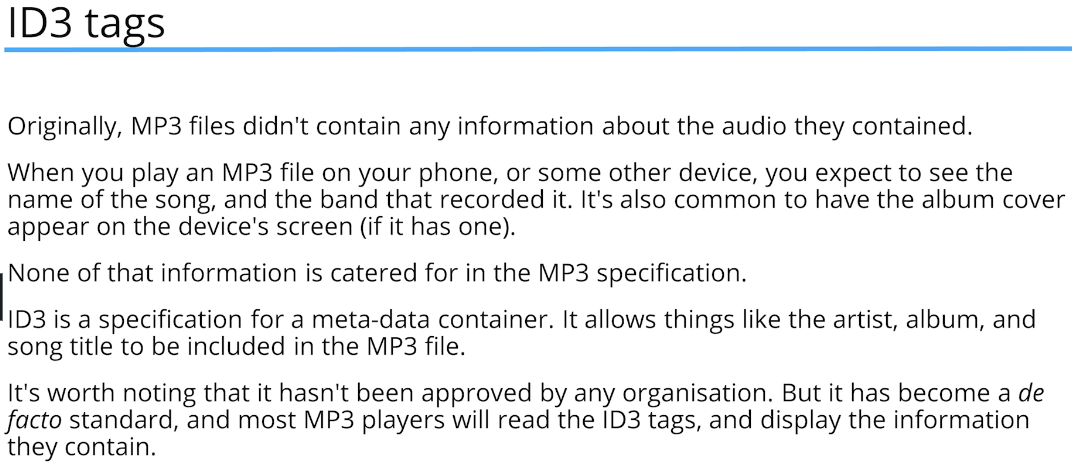 ID3 tags
Originally, MP3 files didn't contain any information about the audio they contained.
When you play an MP3 file on your phone, or some other device, you expect to see the
name of the song, and the band that recorded it. It's also common to have the album cover
appear on the device's screen (if it has one).
None of that information is catered for in the MP3 specification.
ID3 is a specification for a meta-data container. It allows things like the artist, album, and
song title to be included in the MP3 file.
It's worth noting that it hasn't been approved by any organisation. But it has become a de
facto standard, and most MP3 players will read the ID3 tags, and display the information
they contain.